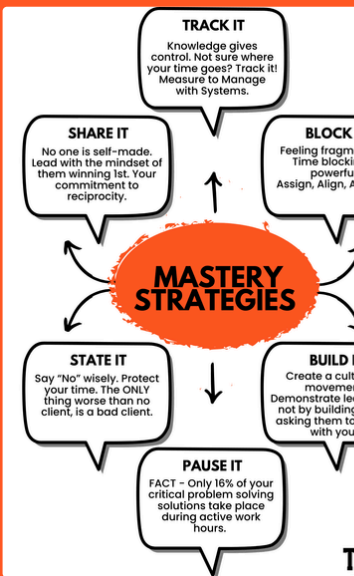 TRACK IT
Knowledge gives
control. Not sure where
your time goes? Track it!
Measure to Manage
with Systems.
SHARE IT
No one is self-made.
Lead with the mindset of
them winning 1st. Your
commitment to
reciprocity.
BLOCK
Feeling fragm
Time blocki
powerfu
Assign, Align, A
MASTERY
STRATEGIES
STATE IT
Say “No” wisely. Protect
your time. The ONLY
thing worse than no
client, is a bad client.
BUILD
Create a cult
movemen
Demonstrate lea
not by building
asking them to
with you
PAUSE IT
FACT - Only 16% of your
critical problem solving
solutions take place
during active work
hours.
T